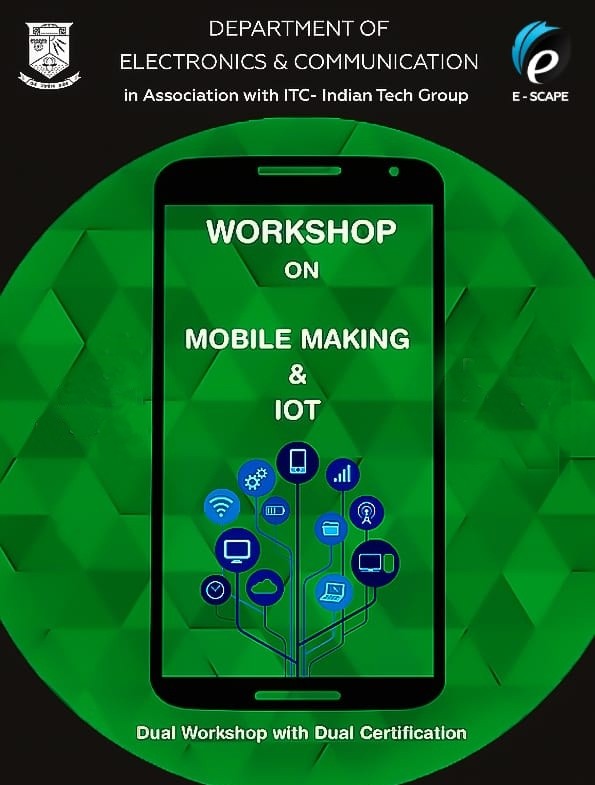 DEPARTMENT OF
ELECTRONICS & COMMUNICATION
in Association with ITC- Indian Tech Group
E - SCAPE
WORKSHOP
ON
MOBILE MAKING
&
IOT
Dual Workshop with Dual Certification